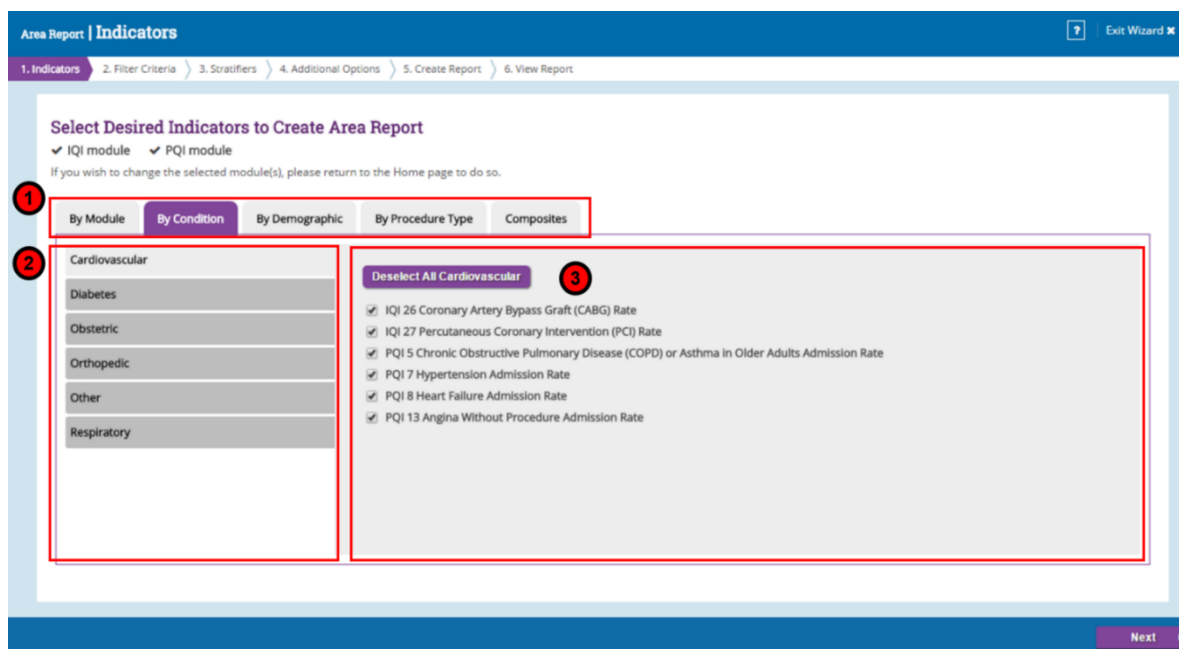 Area Report | Indicators
? Exit Wizard ✖
1. Indicators 2. Filter Criteria 3. Stratifiers 4. Additional Options 5. Create Report 6. View Report
Select Desired Indicators to Create Area Report
✔ IQI module ✔ PQI module
If you wish to change the selected module(s), please return to the Home page to do so.
1
By Module By Condition By Demographic By Procedure Type Composites
2
Cardiovascular
Diabetes
Obstetric
Orthopedic
Other
Respiratory
Deselect All Cardiovascular
3
IQI 26 Coronary Artery Bypass Graft (CABG) Rate
IQI 27 Percutaneous Coronary Intervention (PCI) Rate
PQI 5 Chronic Obstructive Pulmonary Disease (COPD) or Asthma in Older Adults Admission Rate
PQI 7 Hypertension Admission Rate
PQI 8 Heart Failure Admission Rate
PQI 13 Angina Without Procedure Admission Rate
Next